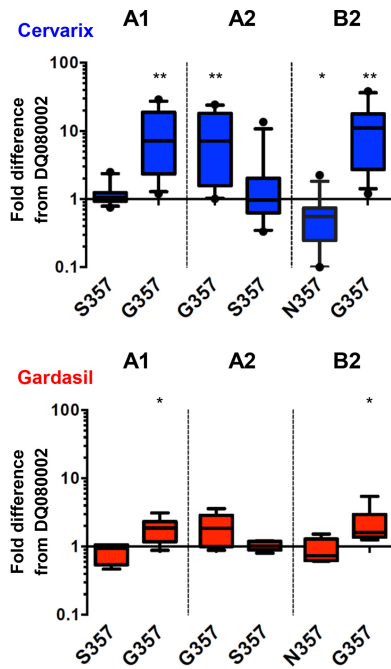 A1 A2 B2
Cervarix
** ** * **
Fold difference
from DQ080002
100
10
1
0.1
S357 G357 G357 S357 N357 G357
A1 A2 B2
Gardasil
* *
Fold difference
from DQ080002
100
10
1
0.1
S357 G357 G357 S357 N357 G357